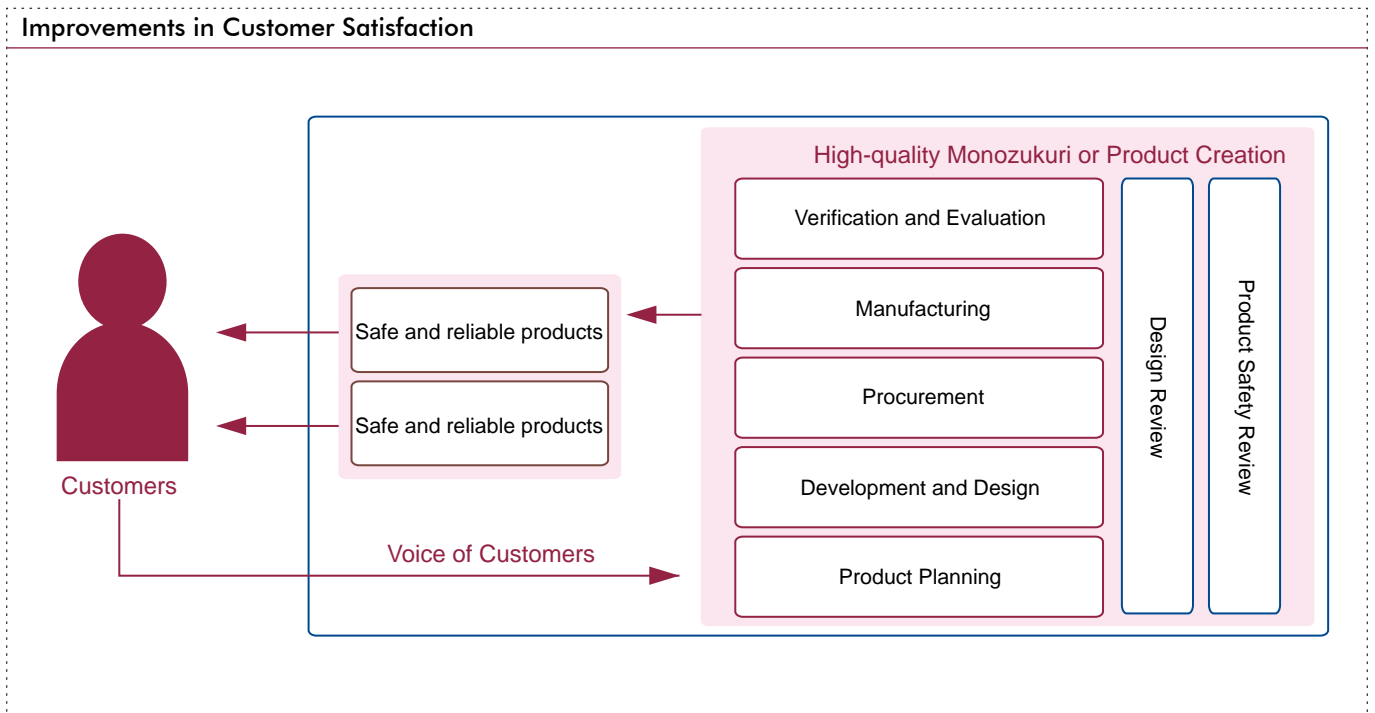 Improvements in Customer Satisfaction
High-quality Monozukuri or Product Creation
Verification and Evaluation
Manufacturing
Procurement
Development and Design
Product Planning
Design Review
Product Safety Review
Safe and reliable products
Safe and reliable products
Customers
Voice of Customers